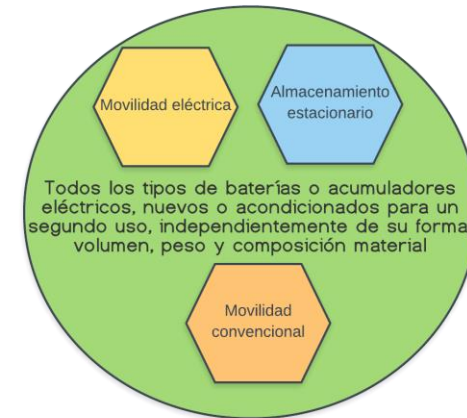 Movilidad eléctrica
Almacenamiento
estacionario
Todos los tipos de baterías o acumuladores
eléctricos, nuevos o acondicionados para un
segundo uso, independientemente de su forma
volumen, peso y composición material
Movilidad
convencional